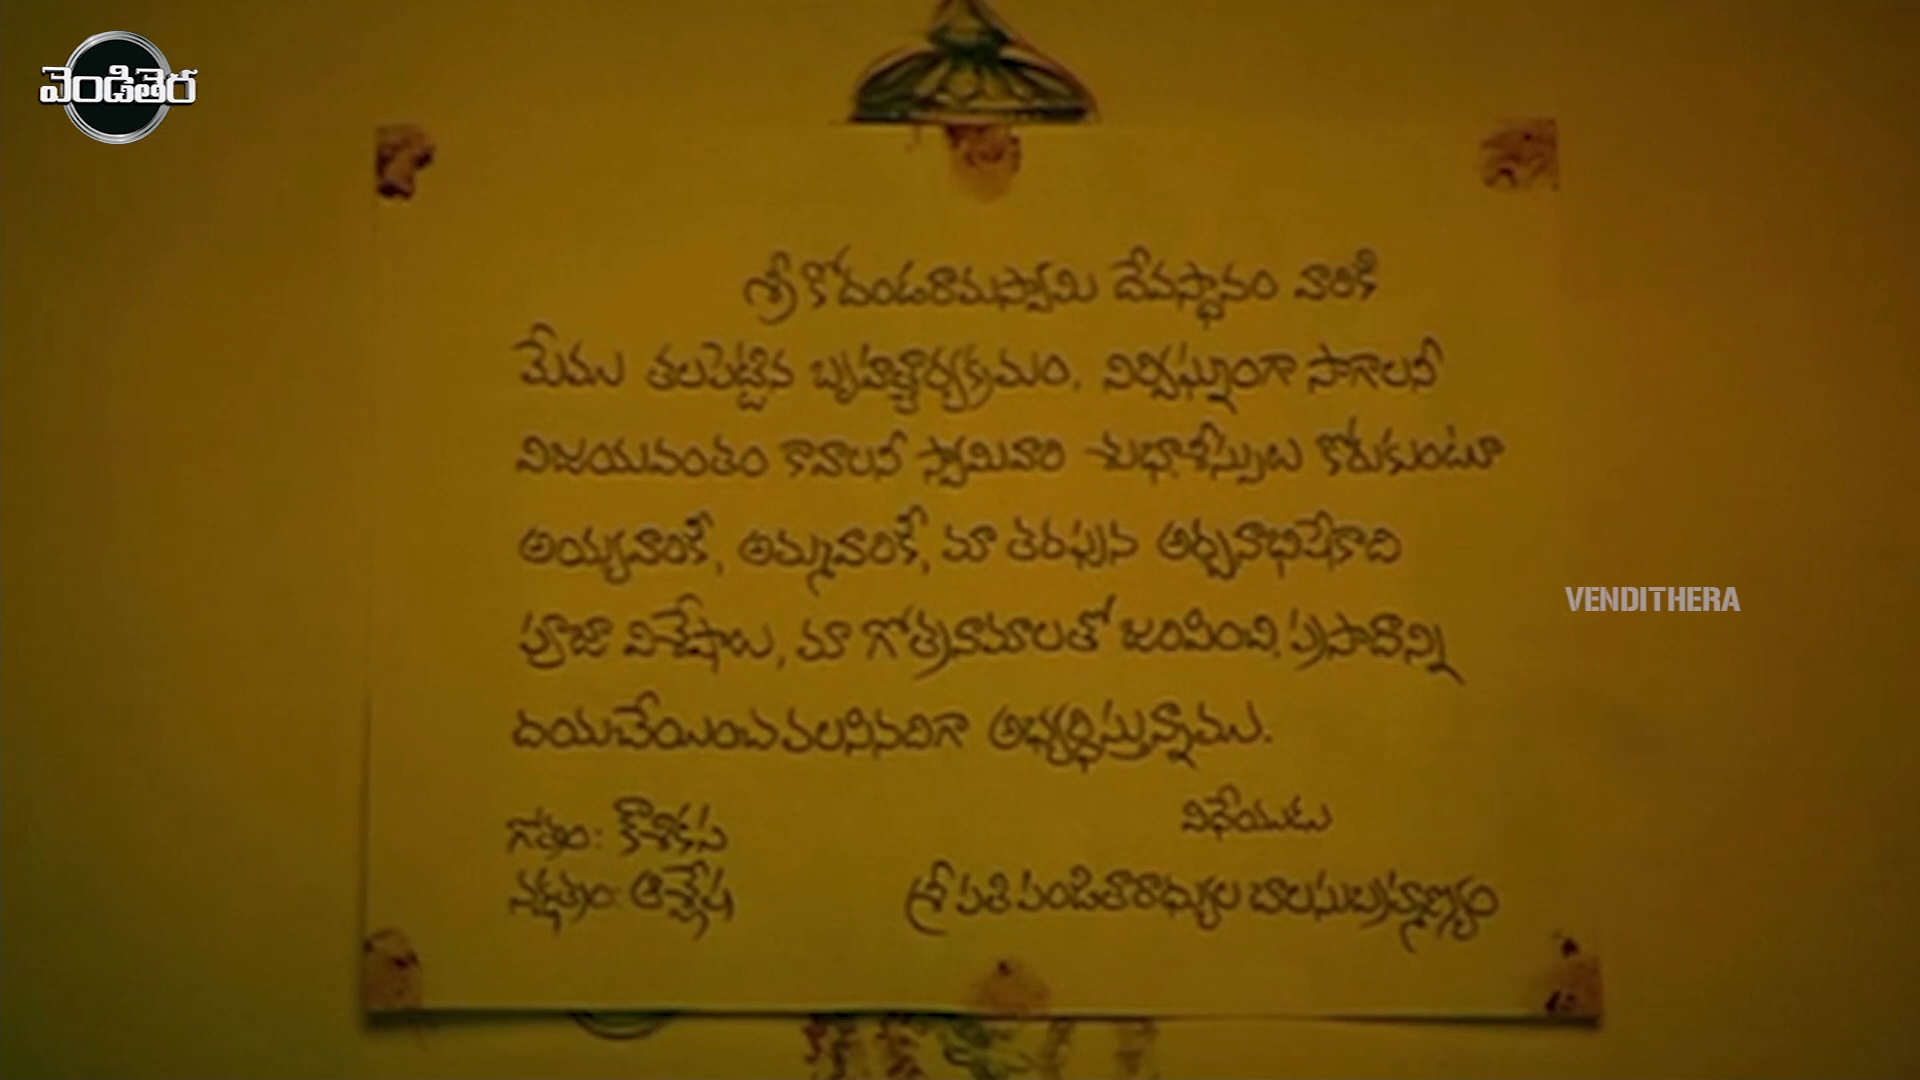 వెండితెర
శ్రీ కోదండరామస్వామి దేవస్థానం వారికి
మేము తలపెట్టిన బృహత్కార్యక్రమం, నిర్విఘ్నంగా సాగాలనీ
విజయవంతం కావాలనీ స్వామివారి శుభాశీస్సులు కోరుకుంటూ
అయ్యవారికీ, అమ్మవారికీ, మా తరఫున అర్చనాభిషేకాది
పూజా విశేషాలు, మా గోత్రనామాలతో జరిపించి, ప్రసాదాన్ని
దయచేయించవలసినదిగా అభ్యర్ధిస్తున్నాము.
గోత్రం: కౌశికస
నక్షత్రం: ఆశ్లేష
విధేయుడు
శ్రీపతి పండితారాధ్యుల బాలసుబ్రహ్మణ్యం
VENDITHERA